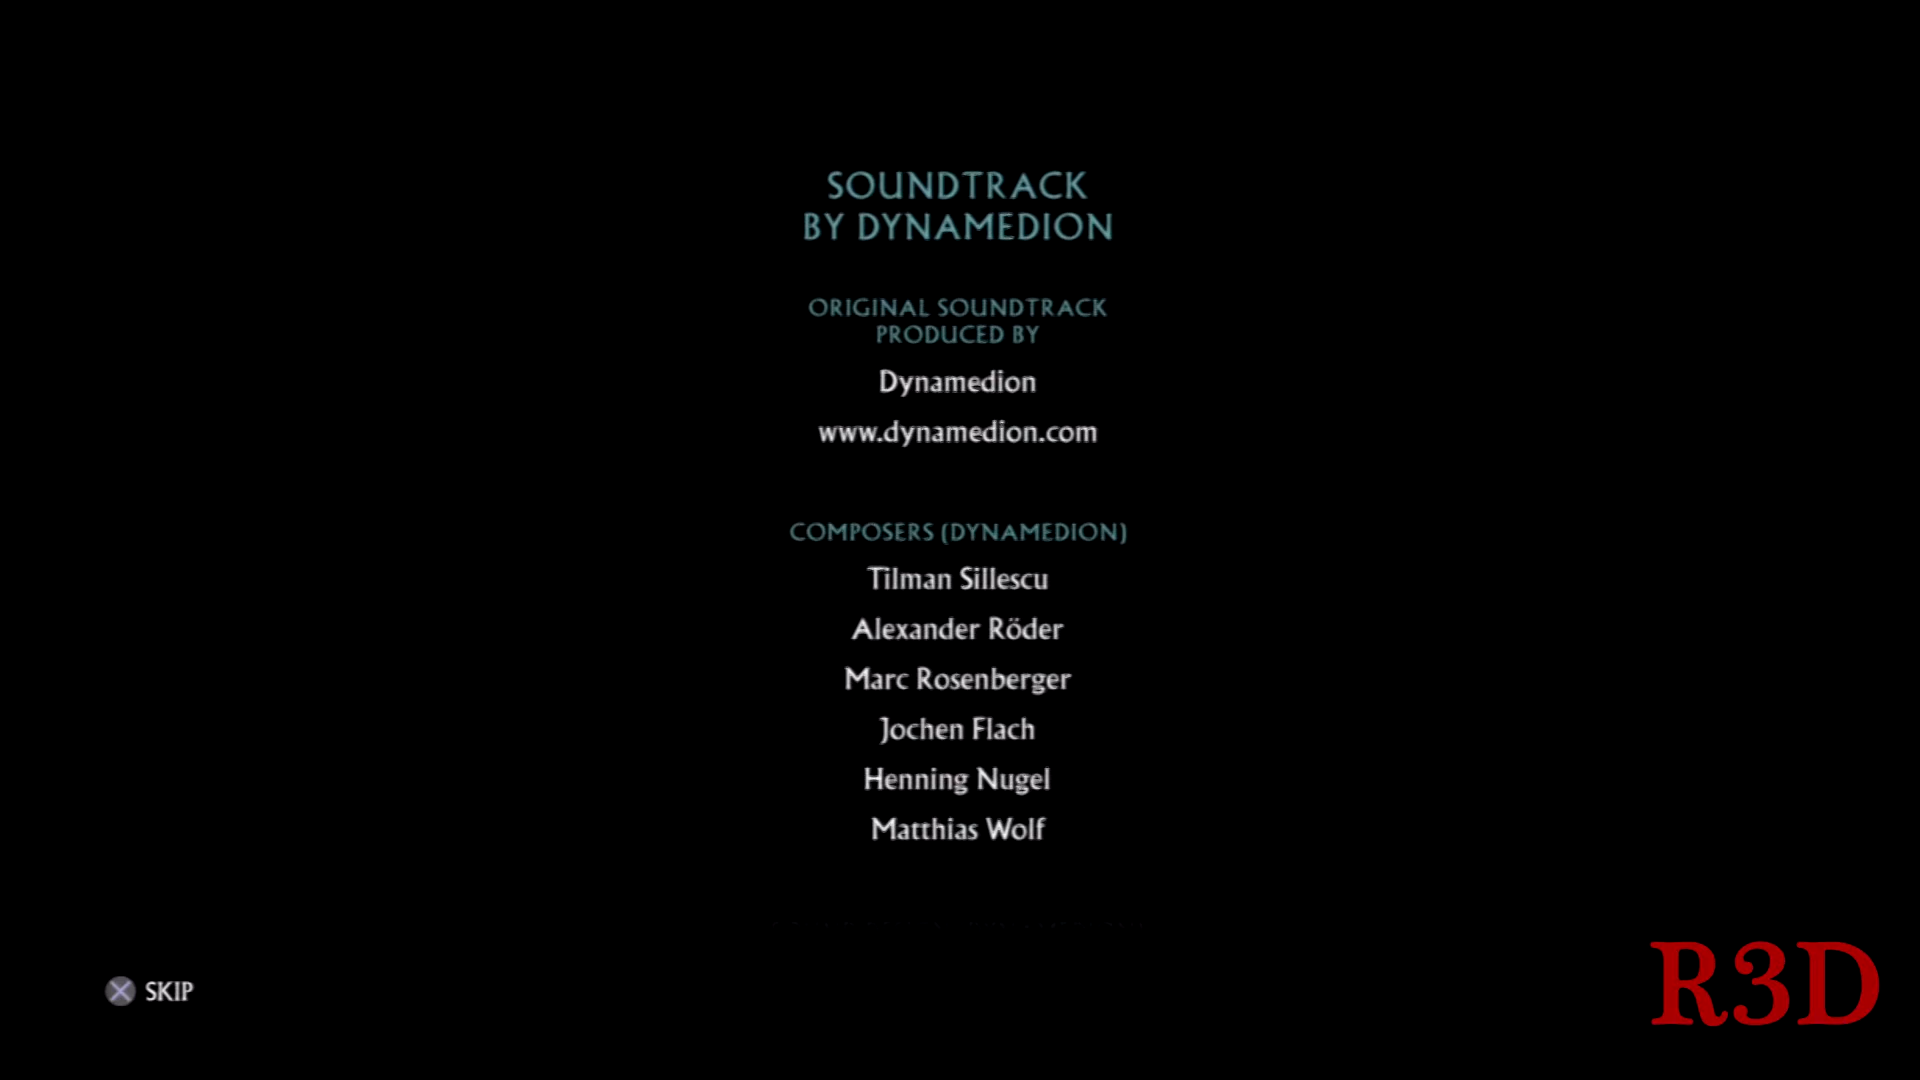 SOUNDTRACK
BY DYNAMEDION
ORIGINAL SOUNDTRACK
PRODUCED BY
Dynamedion
www.dynamedion.com
COMPOSERS (DYNAMEDION)
Tilman Sillescu
Alexander Röder
Marc Rosenberger
Jochen Flach
Henning Nugel
Matthias Wolf
SKIP
R3D